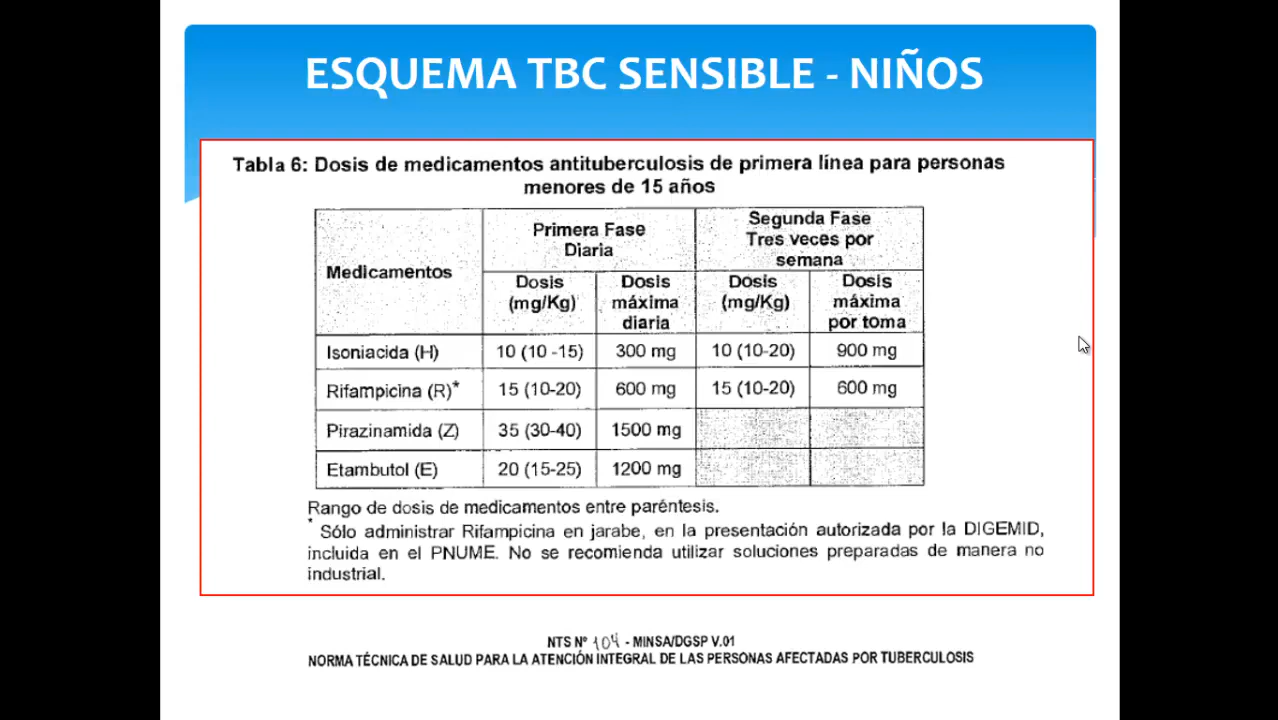 ESQUEMA TBC SENSIBLE - NIÑOS
Tabla 6: Dosis de medicamentos antituberculosis de primera línea para personas
menores de 15 años
Medicamentos
Primera Fase
Diaria
Segunda Fase
Tres veces por
semana
Dosis
(mg/Kg)
Dosis
máxima
diaria
Dosis
(mg/Kg)
Dosis
máxima
por toma
Isoniacida (H) 10 (10 -15) 300 mg 10 (10-20) 900 mg
Rifampicina (R)* 15 (10-20) 600 mg 15 (10-20) 600 mg
Pirazinamida (Z) 35 (30-40) 1500 mg
Etambutol (E) 20 (15-25) 1200 mg
Rango de dosis de medicamentos entre paréntesis.
* Sólo administrar Rifampicina en jarabe, en la presentación autorizada por la DIGEMID,
incluida en el PNUME. No se recomienda utilizar soluciones preparadas de manera no
industrial.
NTS Nº 104 - MINSA/DGSP V.01
NORMA TÉCNICA DE SALUD PARA LA ATENCIÓN INTEGRAL DE LAS PERSONAS AFECTADAS POR TUBERCULOSIS